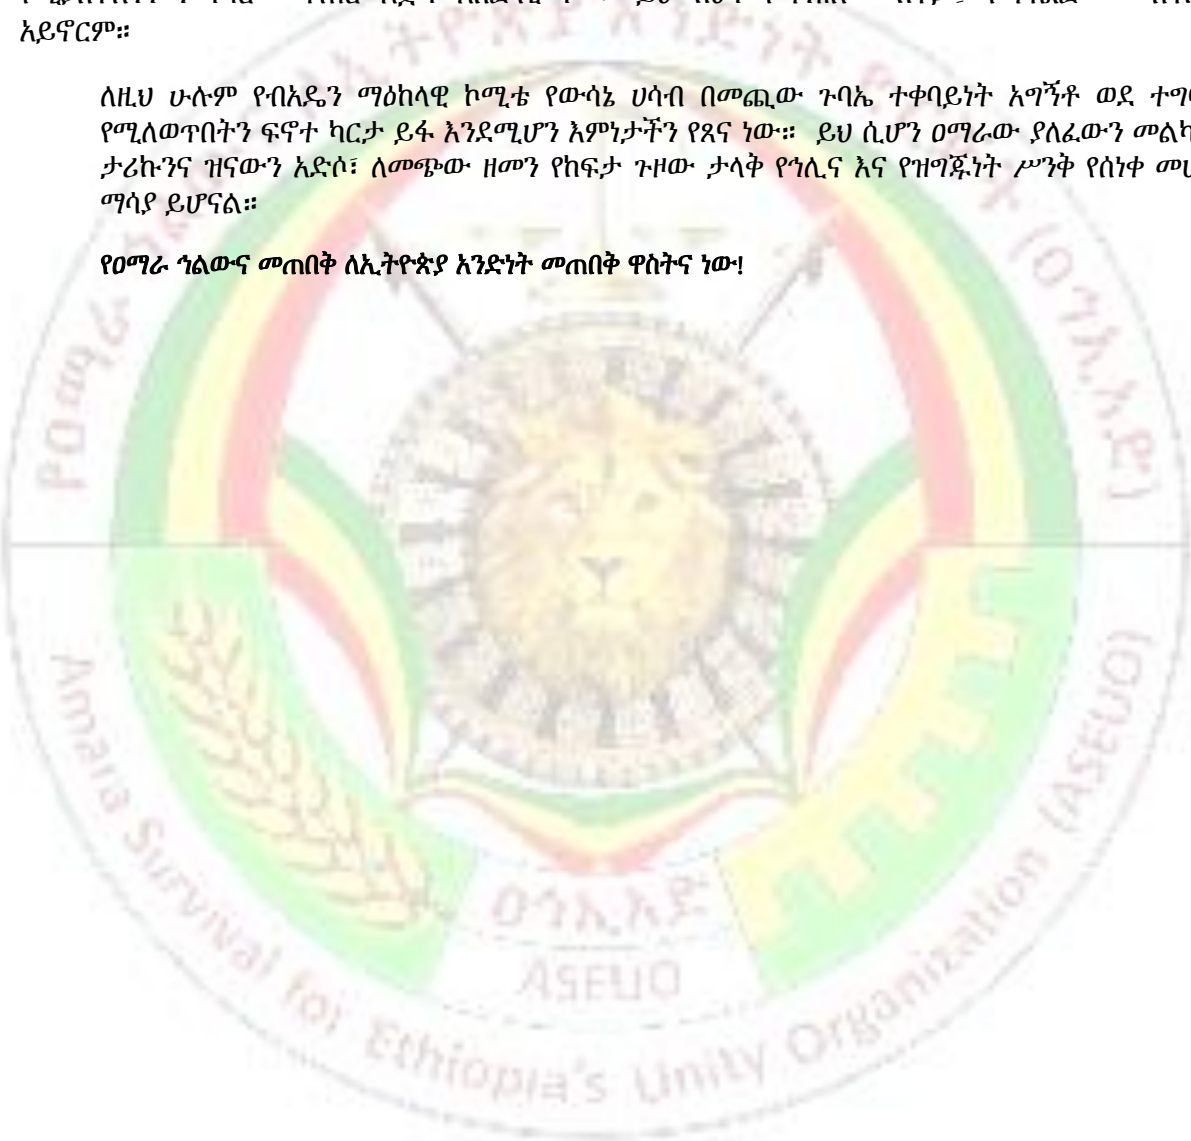 አይኖርም።
ለዚህ ሁሉም የብአዴን ማዕከላዊ ኮሚቴ የውሳኔ ሀሳብ በመጪው ጉባኤ ተቀባይነት አግኝቶ ወደ
የሚለወጥበትን ፍኖተ ካርታ ይፋ እንደሚሆን እምነታችን የጸና ነው። ይህ ሲሆን ዐማራው ያለፈውን
ታሪኩንና ዝናውን አድሶ፣ ለመጭው ዘመን የከፍታ ጉዞው ታላቅ የኅሊና እና የዝግጁነት ሥንቅ የሰነቀ
ማሳያ ይሆናል።
የዐማራ ኅልውና መጠበቅ ለኢትዮጵያ አንድነት መጠበቅ ዋስትና ነው!
(ዐኅኢአድ)
ዐኅኢአድ
ASEUO
Amara Survival for Ethiopia's Unity Organization (ASEUO)